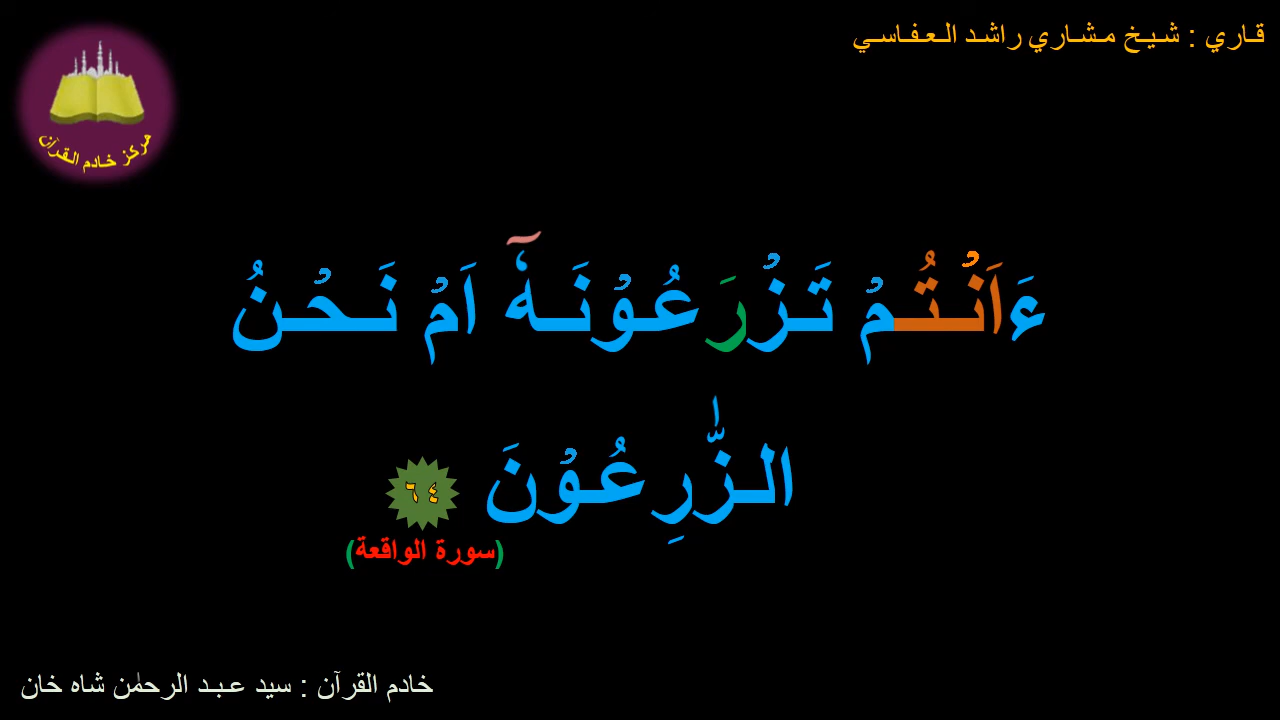 قاري : شيخ مشاري راشد العفاسي
مركز خادم القرآن
ءَاَنْتُمْ تَزْرَعُوْنَهٗۤ اَمْ نَحْنُ
الزّٰرِعُوْنَ ٦٤
(سورة الواقعة)
خادم القرآن : سيد عبد الرحمٰن شاه خان